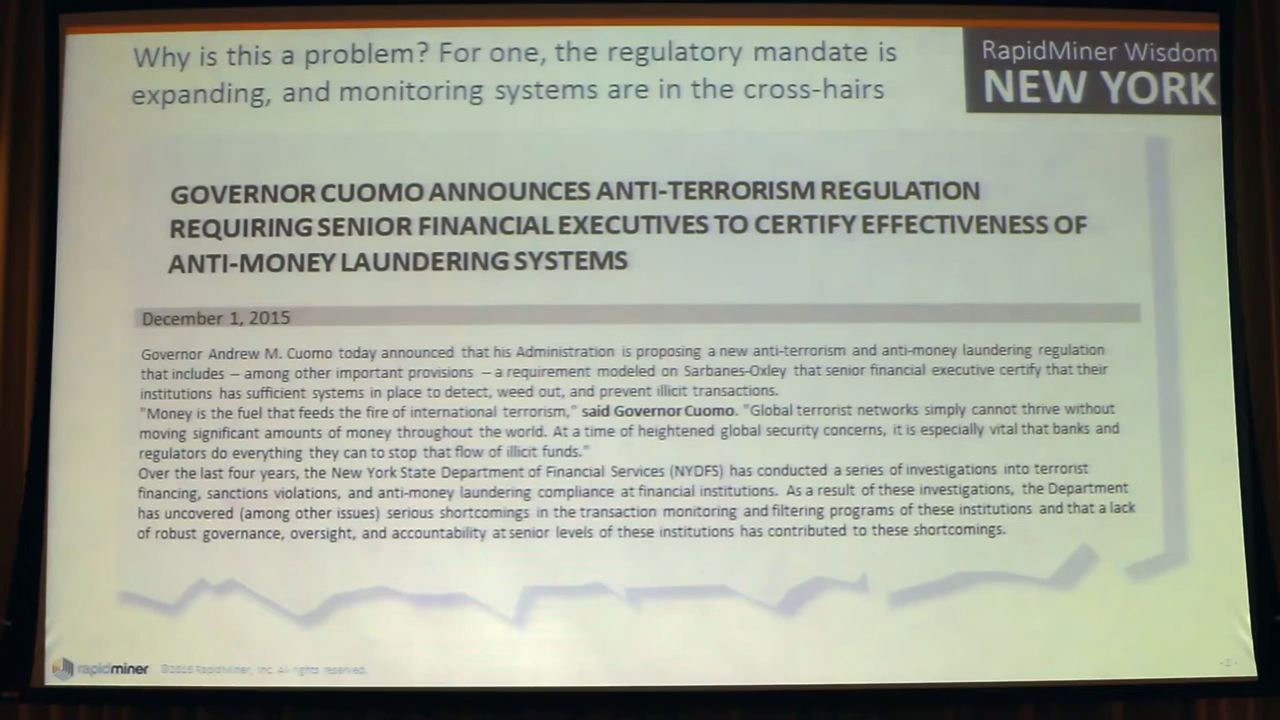 Why is this a problem? For one, the regulatory mandate is
expanding, and monitoring systems are in the cross-hairs
RapidMiner Wisdom
NEW YORK
GOVERNOR CUOMO ANNOUNCES ANTI-TERRORISM REGULATION
REQUIRING SENIOR FINANCIAL EXECUTIVES TO CERTIFY EFFECTIVENESS OF
ANTI-MONEY LAUNDERING SYSTEMS
December 1, 2015
Governor Andrew M. Cuomo today announced that his Administration is proposing a new anti-terrorism and anti-money laundering regulation
that includes – among other important provisions – a requirement modeled on Sarbanes-Oxley that senior financial executive certify that their
institutions has sufficient systems in place to detect, weed out, and prevent illicit transactions.
"Money is the fuel that feeds the fire of international terrorism," said Governor Cuomo. "Global terrorist networks simply cannot thrive without
moving significant amounts of money throughout the world. At a time of heightened global security concerns, it is especially vital that banks and
regulators do everything they can to stop that flow of illicit funds."
Over the last four years, the New York State Department of Financial Services (NYDFS) has conducted a series of investigations into terrorist
financing, sanctions violations, and anti-money laundering compliance at financial institutions. As a result of these investigations, the Department
has uncovered (among other issues) serious shortcomings in the transaction monitoring and filtering programs of these institutions and that a lack
of robust governance, oversight, and accountability at senior levels of these institutions has contributed to these shortcomings.
rapidminer
©2016 RapidMiner, Inc. All rights reserved.